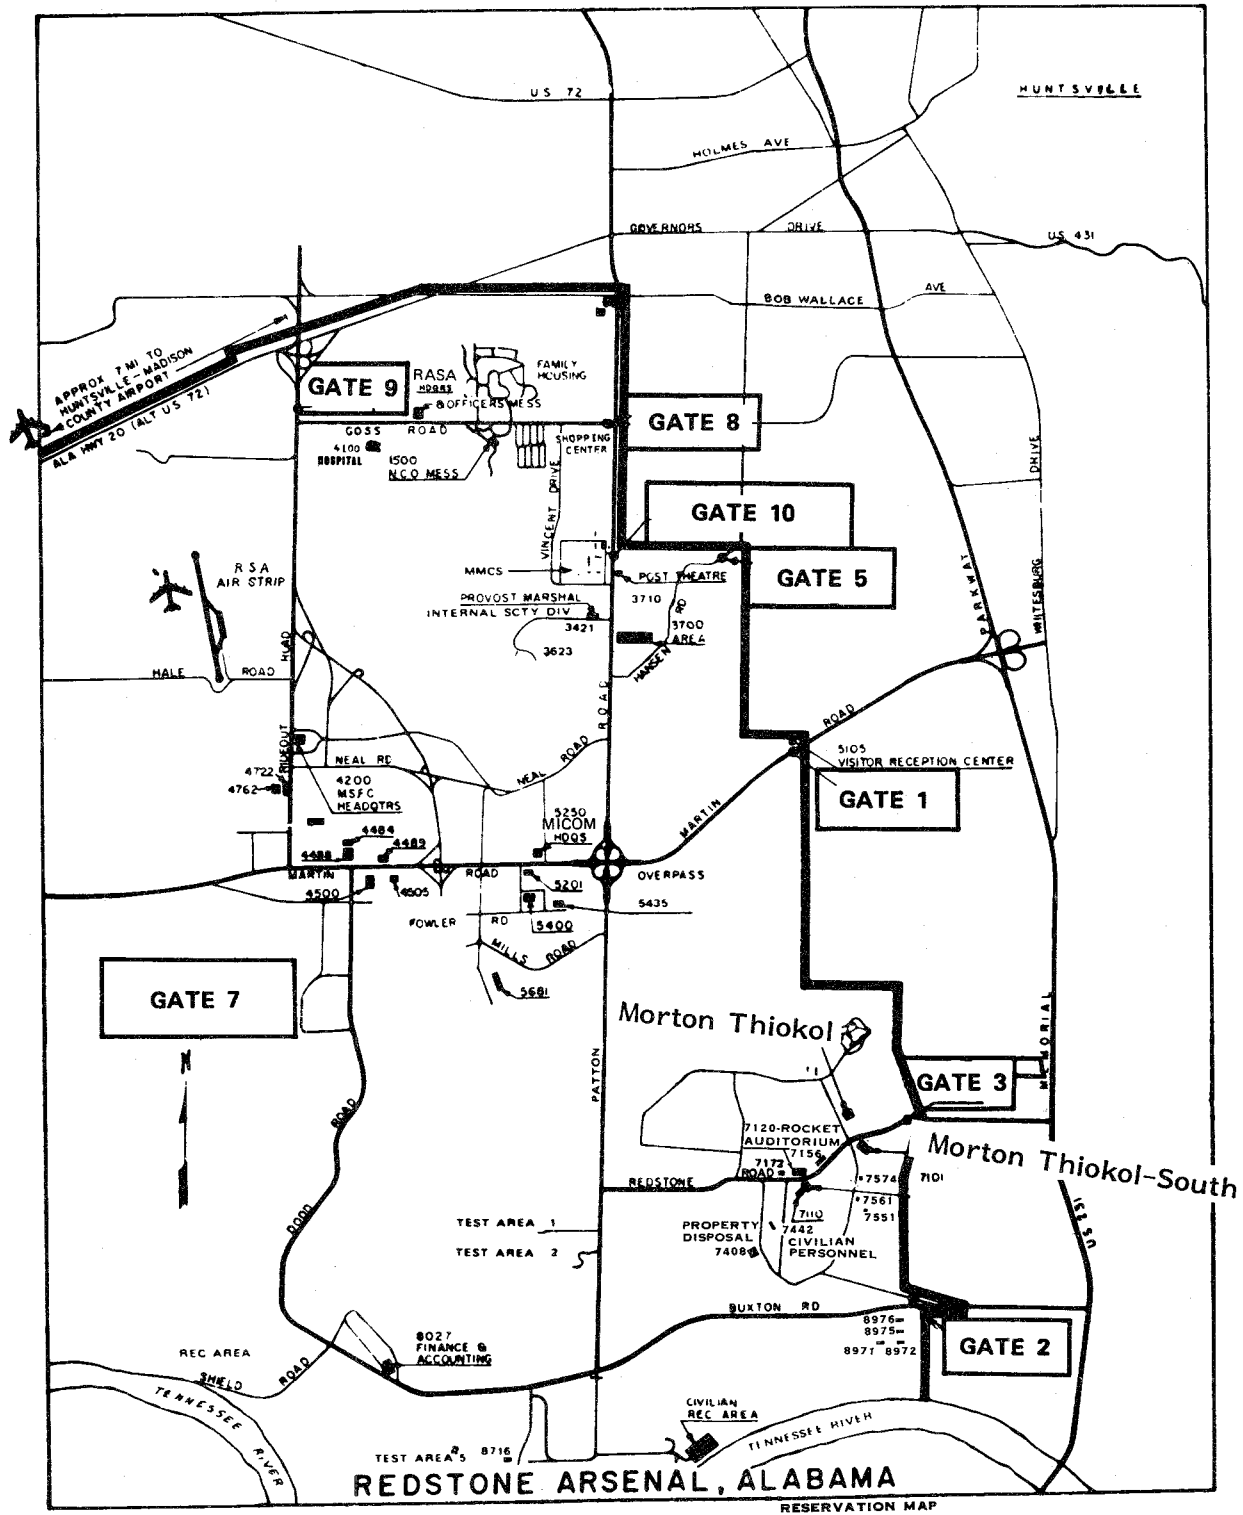 HUNTSVILLE
US 72
HOLMES AVE
GOVERNORS DRIVE
US 431
BOB WALLACE AVE
APPROX 7 MI TO
HUNTSVILLE-MADISON
COUNTY AIRPORT
ALA HWY 20 (ALT US 72)
GATE 9
RASA
HDQRS
& OFFICERS MESS
FAMILY
HOUSING
GATE 8
GOSS ROAD
4100
HOSPITAL
1500
N.C.O MESS
SHOPPING
CENTER
VINCENT DRIVE
DRIVE
GATE 10
MMCS
POST THEATRE
GATE 5
PARKWAY
WHITESBURG
RSA
AIR STRIP
PROVOST MARSHAL
INTERNAL SCTY DIV
3421
3623
3710
3700
AREA
HANSEN RD
HALE ROAD
ROAD
RIDEOUT
ROAD
NEAL RD
NEAL ROAD
MARTIN ROAD
5105
VISITOR RECEPTION CENTER
GATE 1
4722
4762
4200
MSFC
HEADQTRS
5250
MICOM
HDQS
4484
4488
4489
MARTIN ROAD
OVERPASS
4500
4505
5201
5435
FOWLER RD
5400
MILLS ROAD
5681
GATE 7
N
Morton Thiokol
PATTON
MEMORIAL
GATE 3
DODD ROAD
7120-ROCKET
AUDITORIUM
7156
7172
REDSTONE ROAD
Morton Thiokol-South
7574
7101
7561
7551
7110
7442
PROPERTY
DISPOSAL
7408
CIVILIAN
PERSONNEL
TEST AREA 1
TEST AREA 2
US 231
BUXTON RD
8976
8975
8971 8972
GATE 2
8027
FINANCE &
ACCOUNTING
REC AREA
SHIELD ROAD
TENNESSEE RIVER
CIVILIAN
REC AREA
TENNESSEE RIVER
TEST AREA 5
8716
REDSTONE ARSENAL, ALABAMA
RESERVATION MAP